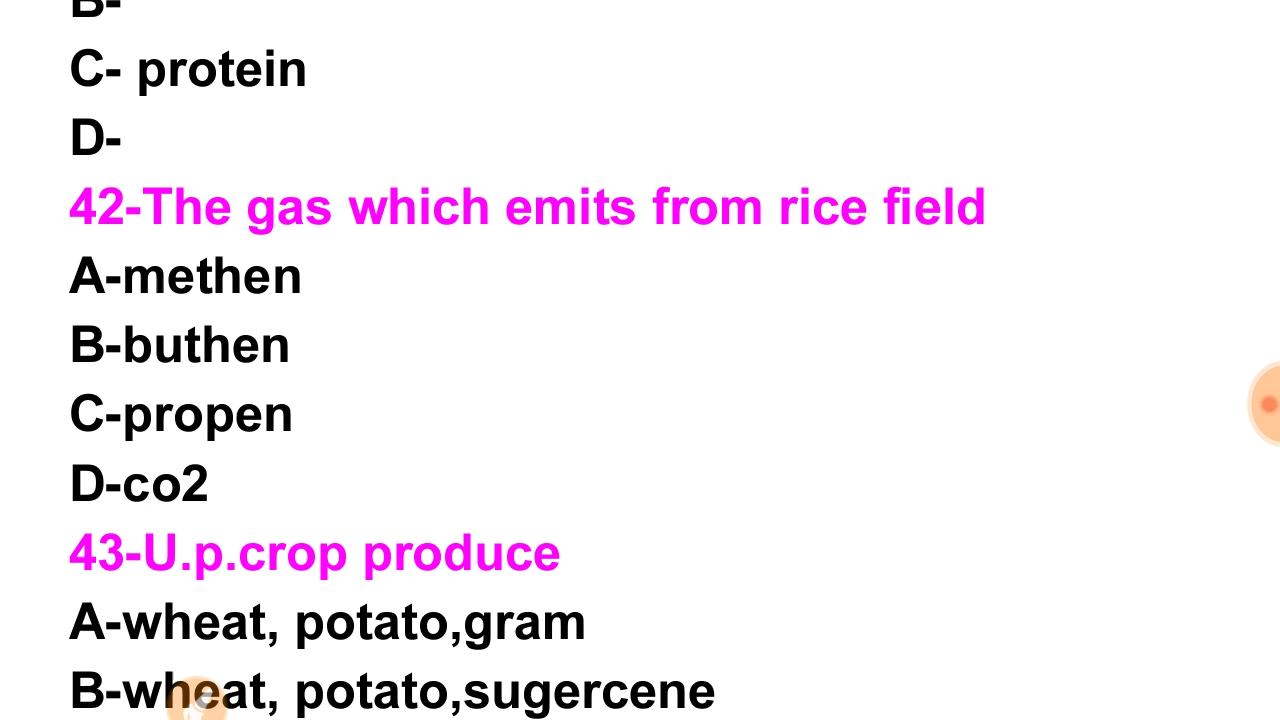 B-
C- protein
D-
42-The gas which emits from rice field
A-methen
B-buthen
C-propen
D-co2
43-U.p.crop produce
A-wheat, potato,gram
B-wheat, potato,sugercene